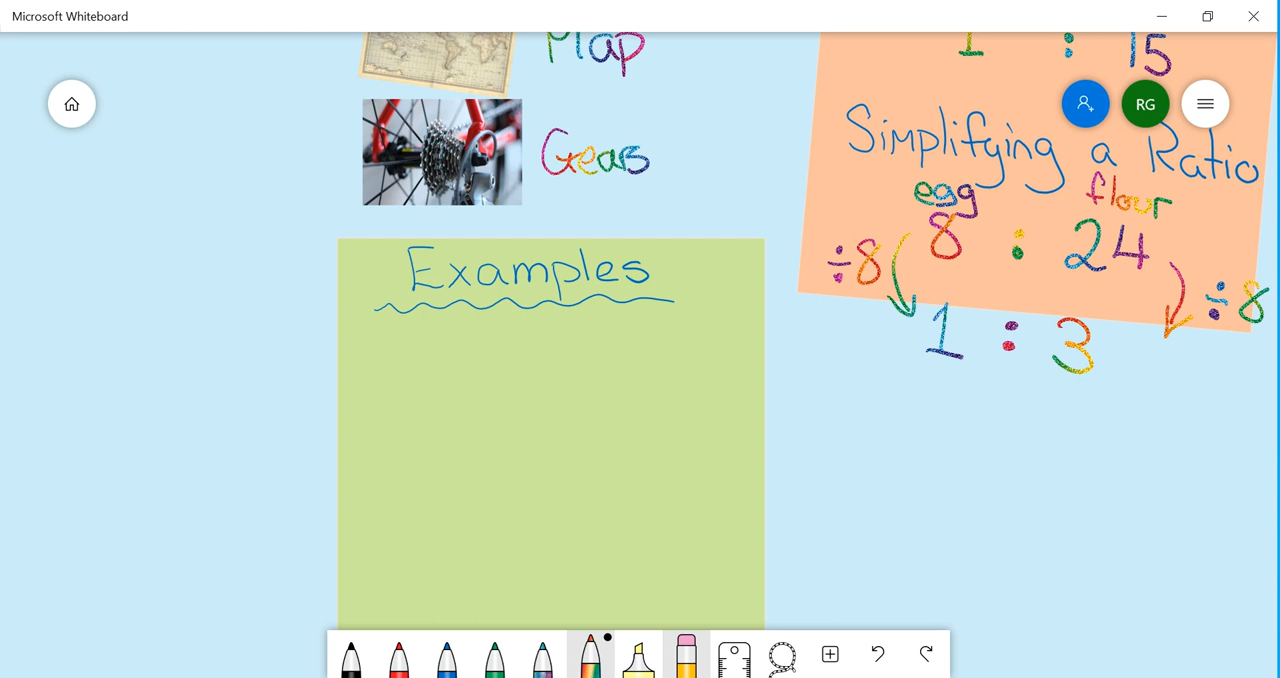 Microsoft Whiteboard
Map
1 : 15
RG
Gears
Simplifying a Ratio
egg flour
8 : 24
÷8 ÷8
1 : 3
Examples